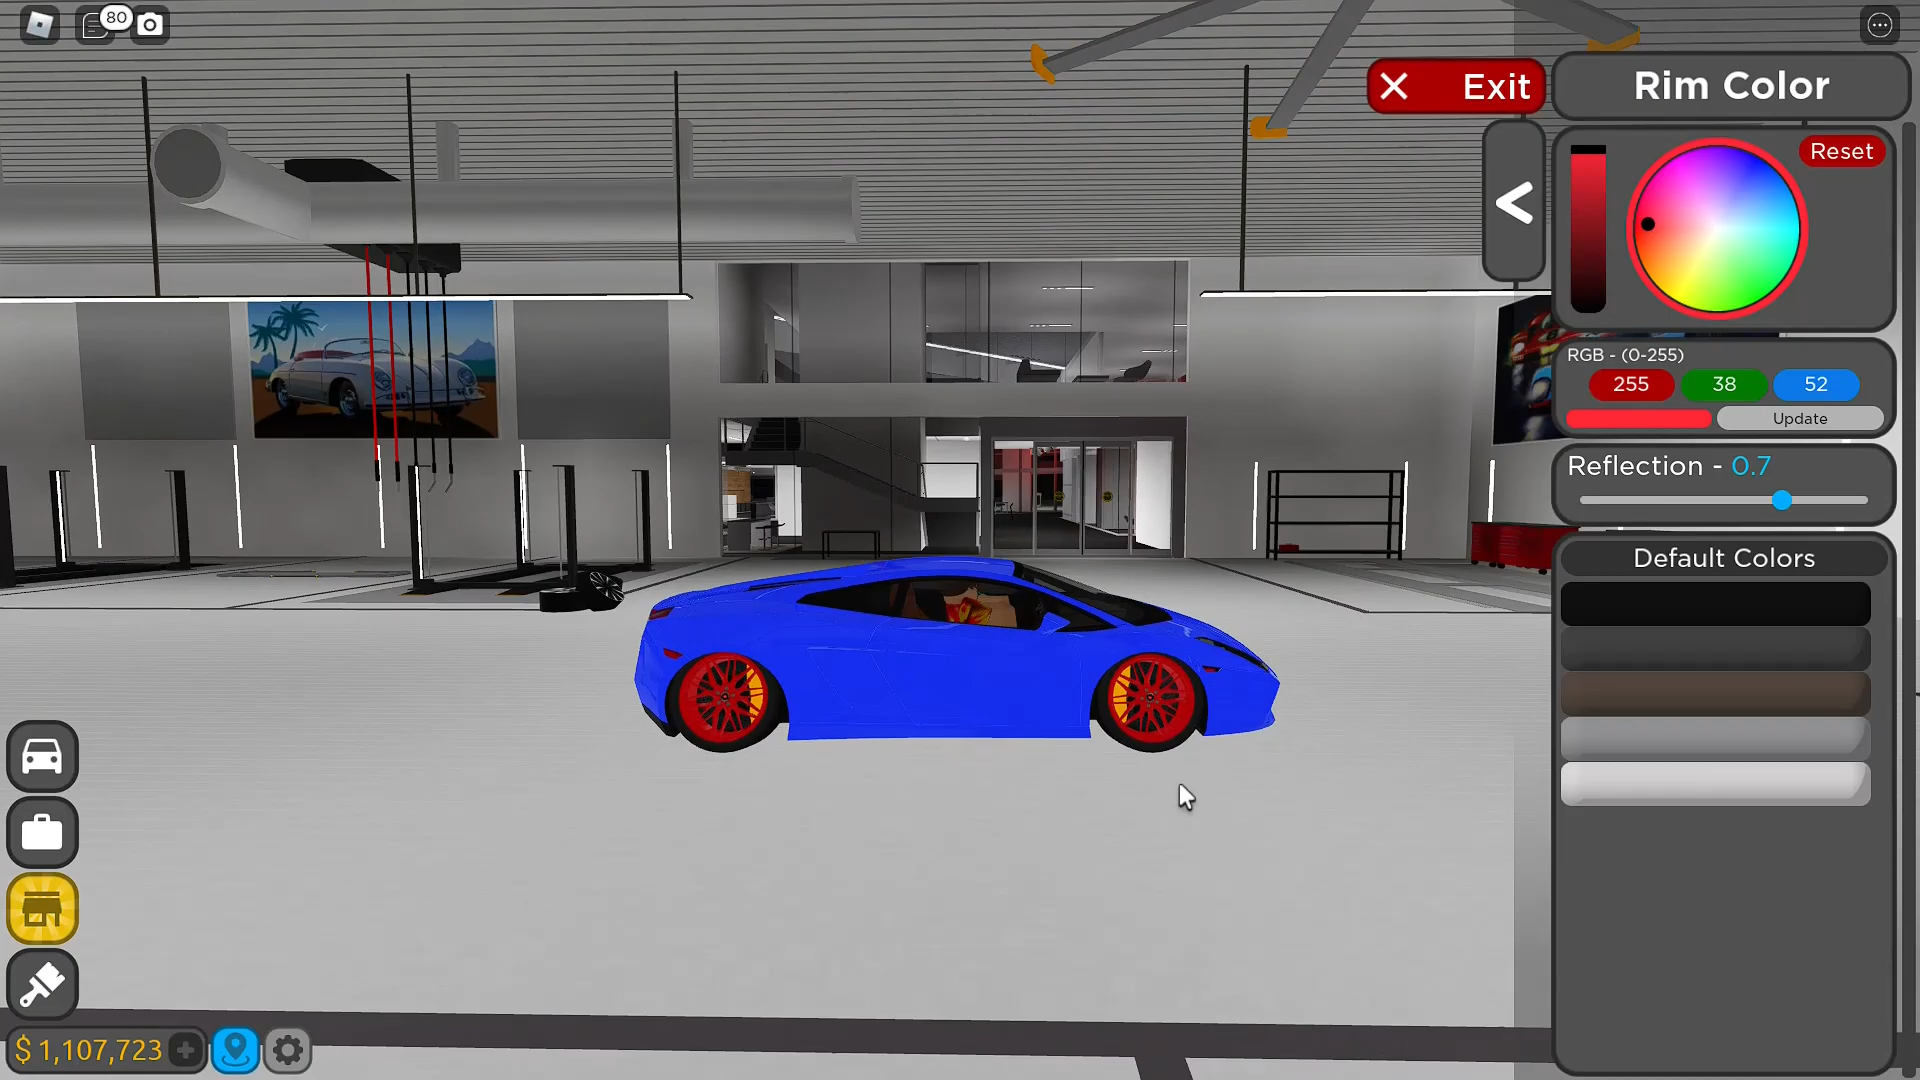 80
Exit
Rim Color
Reset
<
RGB - (0-255)
255 38 52
Update
Reflection - 0.7
Default Colors
$ 1,107,723 +